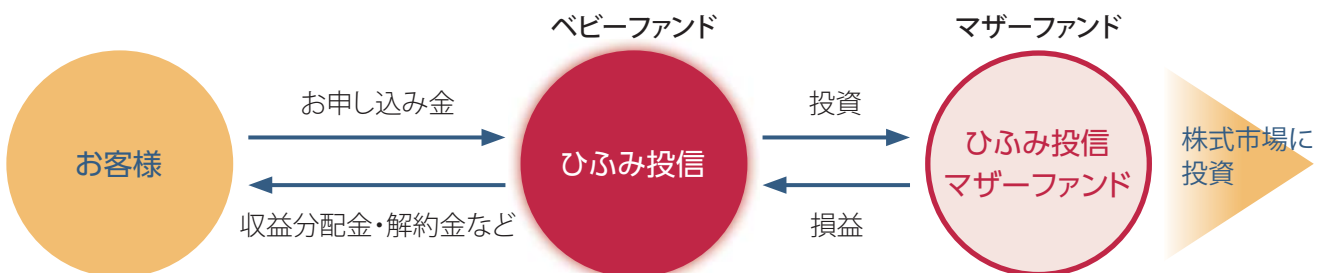 ベビーファンド
マザーファンド
お客様
お申し込み金
収益分配金・解約金など
ひふみ投信
投資
損益
ひふみ投信
マザーファンド
株式市場に
投資